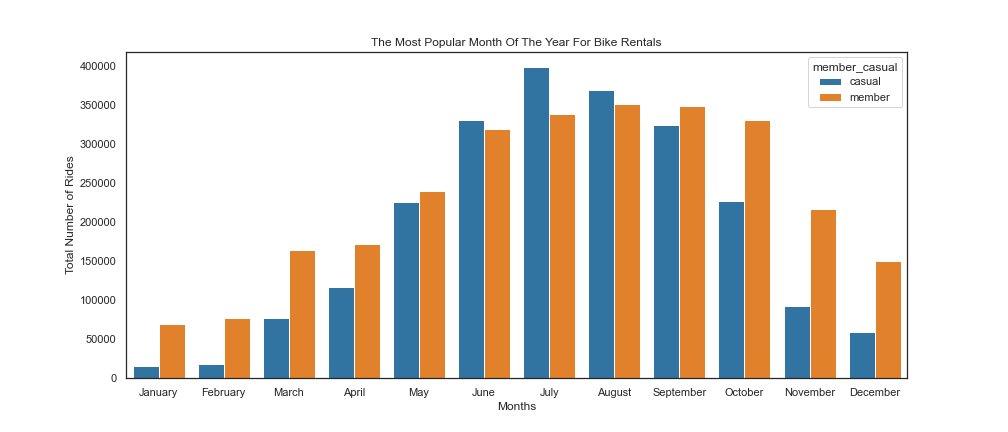 The Most Popular Month Of The Year For Bike Rentals
member_casual
casual
member
Total Number of Rides
400000
350000
300000
250000
200000
150000
100000
50000
0
January February March April May June July August September October November December
Months